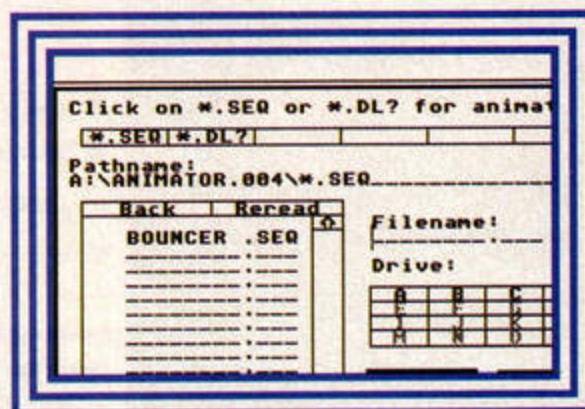 Click on *.SEQ or *.DL? for animat
*.SEQ *.DL?
Pathname:
A:\ANIMATOR.004\*.SEQ
Back Reread
BOUNCER .SEQ
Filename:
Drive:
A B C
E F G
I J K
M N O